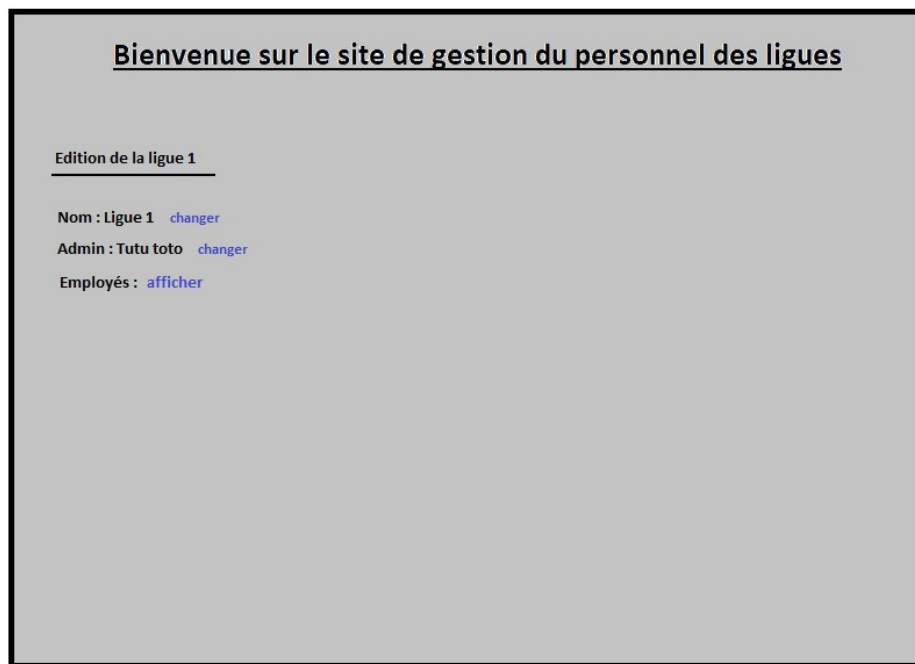 Bienvenue sur le site de gestion du personnel des ligues
Edition de la ligue 1
Nom : Ligue 1 changer
Admin : Tutu toto changer
Employés : afficher